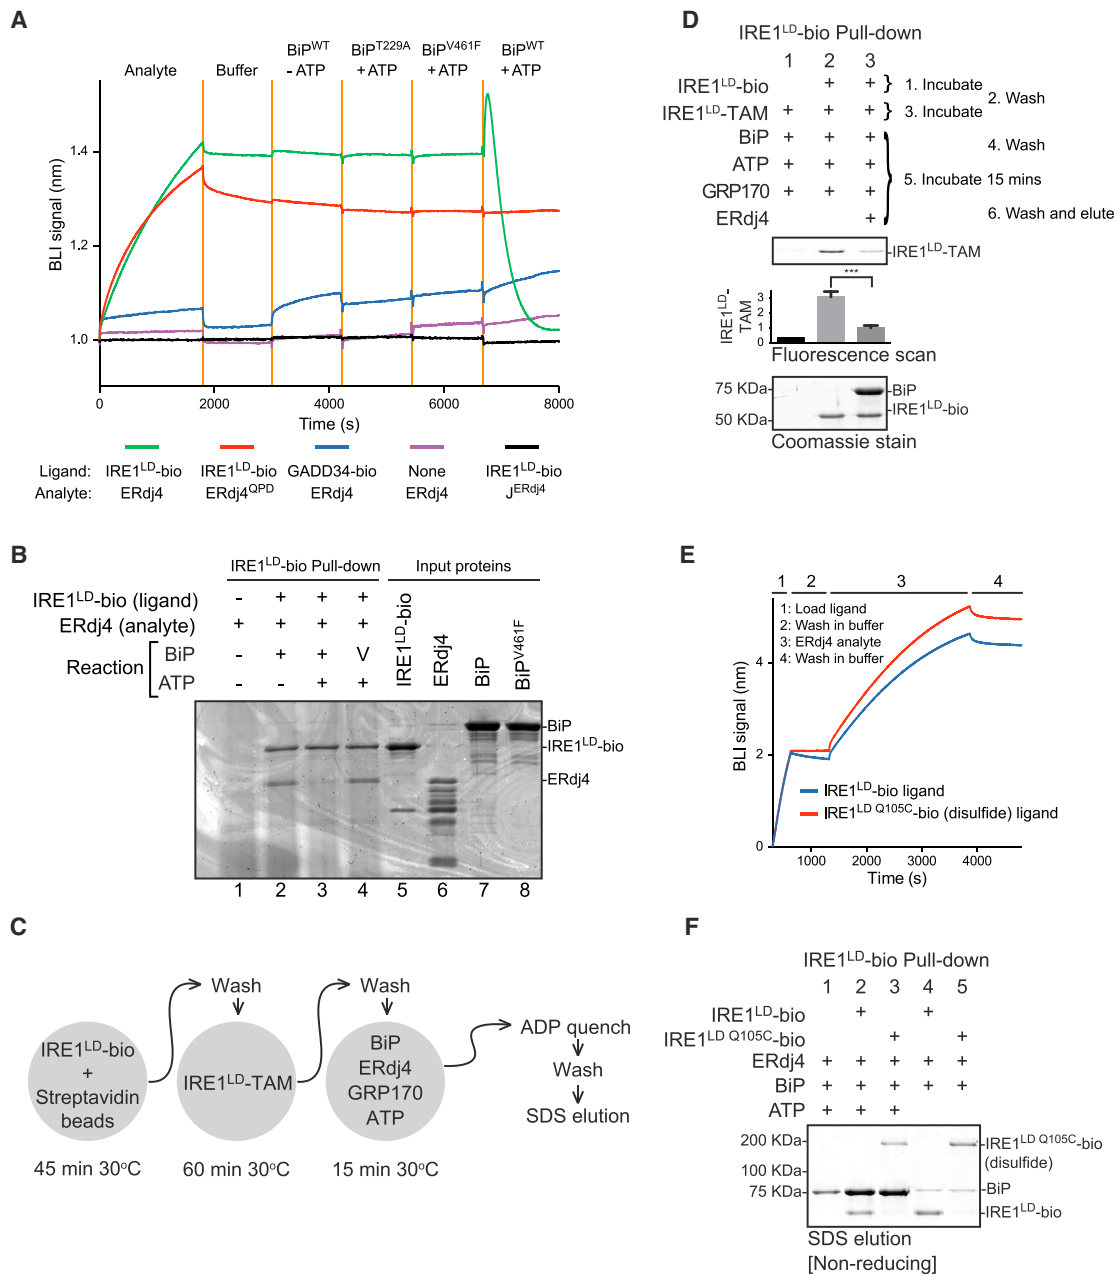 A
Analyte
Buffer
BiPWT
- ATP
BiPT229A
+ ATP
BiPV461F
+ ATP
BiPWT
+ ATP
BLI signal (nm)
1.4
1.2
1.0
0
2000
4000
6000
8000
Time (s)
Ligand: IRE1LD-bio IRE1LD-bio GADD34-bio None IRE1LD-bio
Analyte: ERdj4 ERdj4QPD ERdj4 ERdj4 JERdj4
B
IRE1LD-bio Pull-down
Input proteins
IRE1LD-bio (ligand) - + + +
ERdj4 (analyte) + + + +
Reaction
BiP - + + V
ATP - - + +
IRE1LD-bio
ERdj4
BiP
BiPV461F
-BiP
-IRE1LD-bio
-ERdj4
1 2 3 4 5 6 7 8
C
IRE1LD-bio
+
Streptavidin
beads
45 min 30oC
Wash
IRE1LD-TAM
60 min 30oC
Wash
BiP
ERdj4
GRP170
ATP
15 min 30oC
ADP quench
Wash
SDS elution
D
IRE1LD-bio Pull-down
1 2 3
IRE1LD-bio + + } 1. Incubate
2. Wash
IRE1LD-TAM + + + } 3. Incubate
BiP + + +
4. Wash
ATP + + +
GRP170 + + +
5. Incubate 15 mins
ERdj4 +
6. Wash and elute
-IRE1LD-TAM
IRE1LD-
TAM
3
2
1
0
***
Fluorescence scan
75 KDa-
50 KDa-
-BiP
-IRE1LD-bio
Coomassie stain
E
1 2 3 4
1: Load ligand
2: Wash in buffer
3: ERdj4 analyte
4: Wash in buffer
BLI signal (nm)
4
2
0
IRE1LD-bio ligand
IRE1LD Q105C-bio (disulfide) ligand
1000 2000 3000 4000
Time (s)
F
IRE1LD-bio Pull-down
1 2 3 4 5
IRE1LD-bio + +
IRE1LD Q105C-bio + +
ERdj4 + + + + +
BiP + + + + +
ATP + + +
200 KDa-
100 KDa-
75 KDa-
-IRE1LD Q105C-bio
(disulfide)
-BiP
-IRE1LD-bio
SDS elution
[Non-reducing]